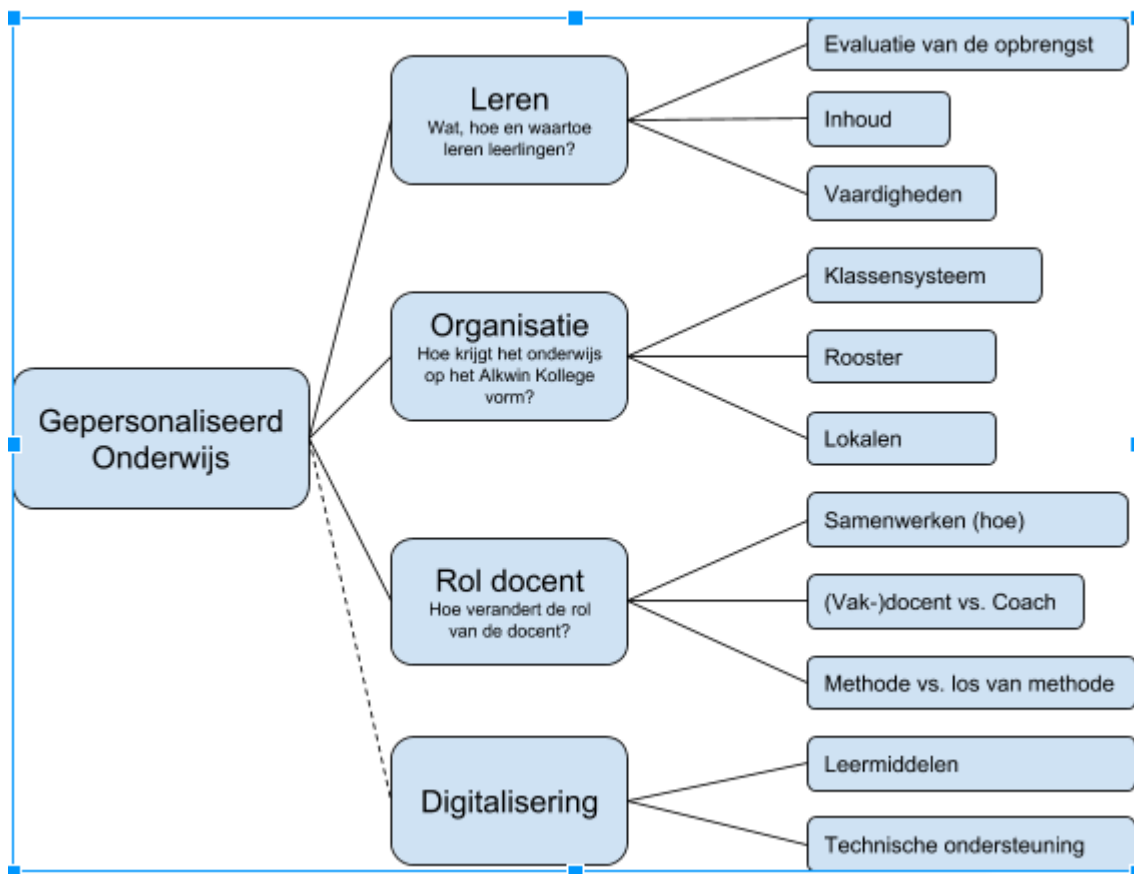 Gepersonaliseerd
Onderwijs
Leren
Wat, hoe en waartoe
leren leerlingen?
Evaluatie van de opbrengst
Inhoud
Vaardigheden
Organisatie
Hoe krijgt het onderwijs
op het Alkwin Kollege
vorm?
Klassensysteem
Rooster
Lokalen
Rol docent
Hoe verandert de rol
van de docent?
Samenwerken (hoe)
(Vak-)docent vs. Coach
Methode vs. los van methode
Digitalisering
Leermiddelen
Technische ondersteuning